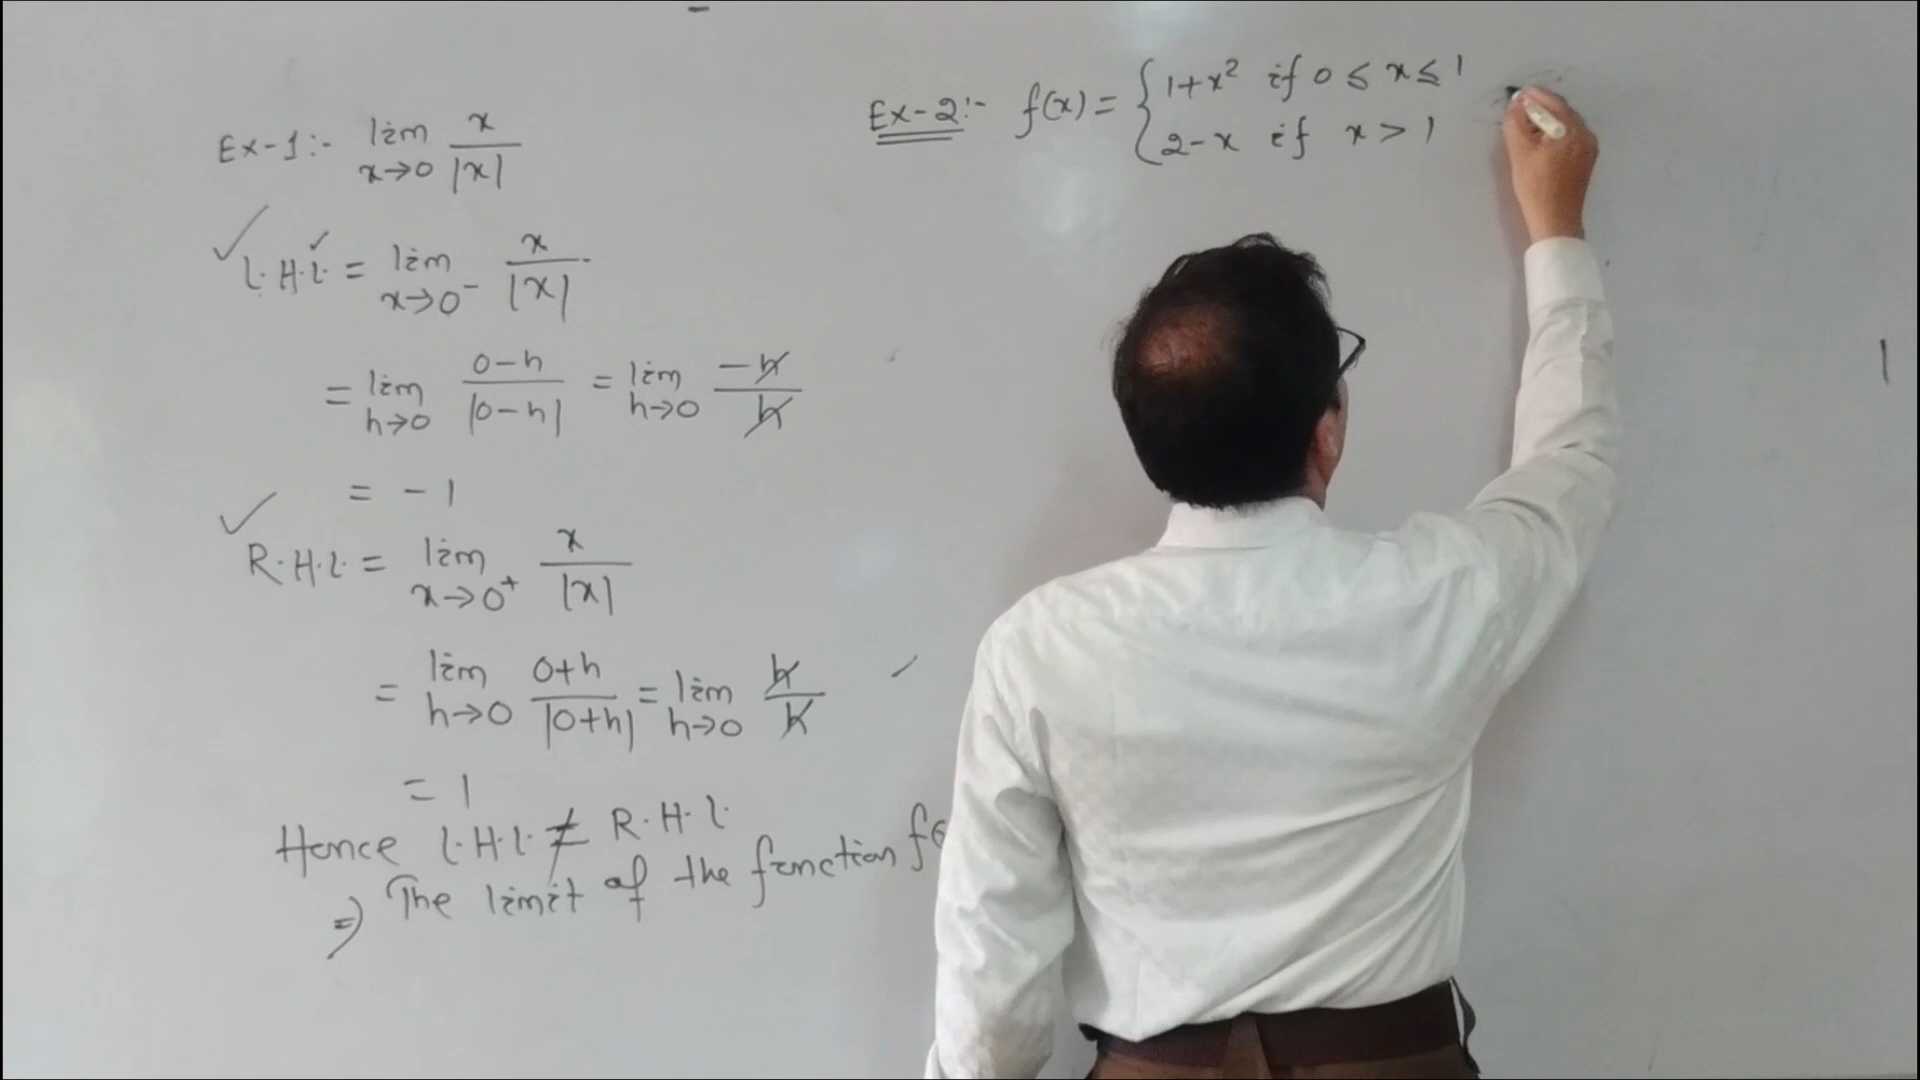 Ex-1:- lim x→0 x/|x|
L.H.L = lim x→0⁻ x/|x|
= lim h→0 0-h/|0-h| = lim h→0 -h/h
= -1
R.H.L = lim x→0⁺ x/|x|
= lim h→0 0+h/|0+h| = lim h→0 h/h
= 1
Hence L.H.L. ≠ R.H.L.
⇒ The limit of the function
Ex-2:- f(x) = { 1+x² if 0 ≤ x ≤ 1
2-x if x > 1